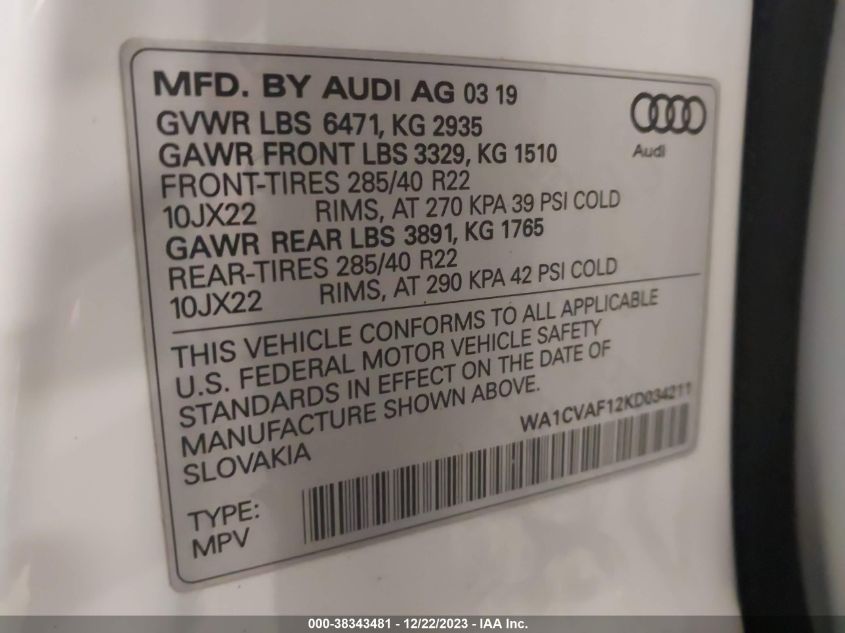 MFD. BY AUDI AG 03 19
GVWR LBS 6471, KG 2935
GAWR FRONT LBS 3329, KG 1510
FRONT-TIRES 285/40 R22
10JX22 RIMS, AT 270 KPA 39 PSI COLD
GAWR REAR LBS 3891, KG 1765
REAR-TIRES 285/40 R22
10JX22 RIMS, AT 290 KPA 42 PSI COLD
Audi
THIS VEHICLE CONFORMS TO ALL APPLICABLE
U.S. FEDERAL MOTOR VEHICLE SAFETY
STANDARDS IN EFFECT ON THE DATE OF
MANUFACTURE SHOWN ABOVE.
SLOVAKIA
WA1CVAF12KD034211
TYPE:
MPV
000-38343481 - 12/22/2023 - IAA Inc.